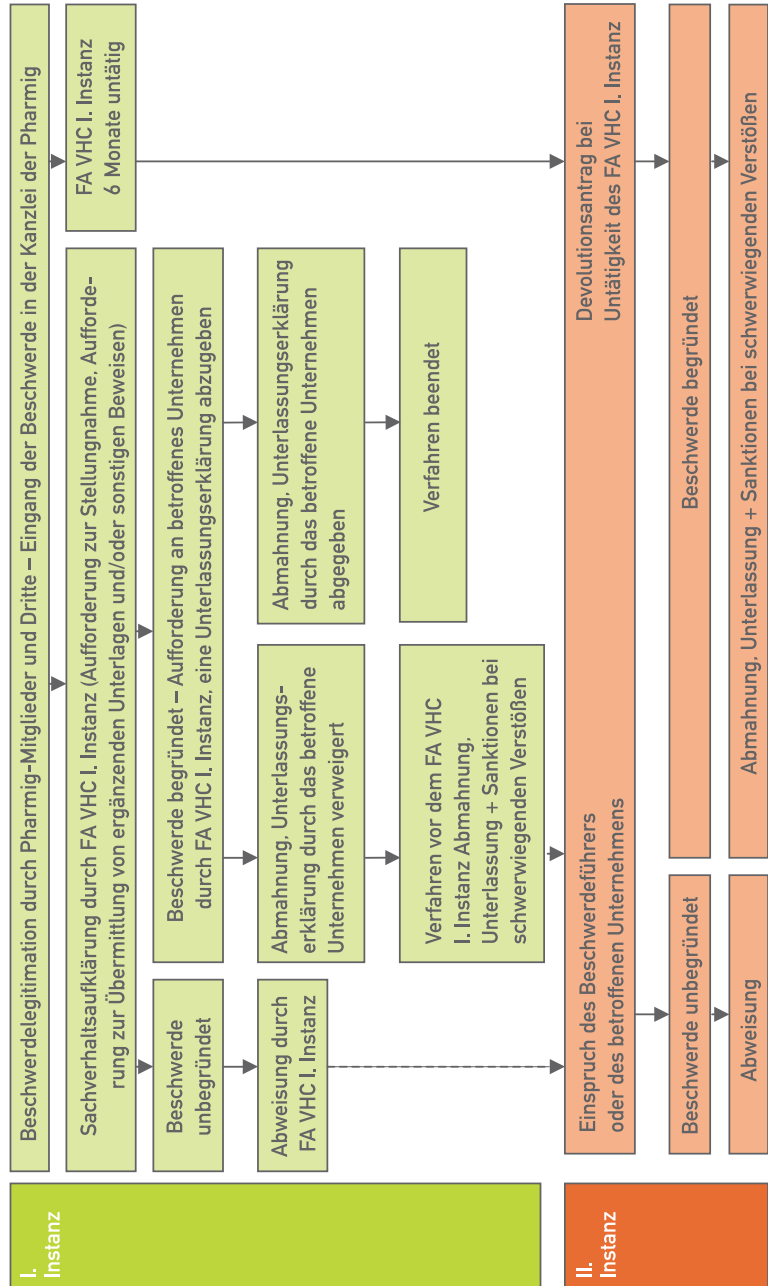 I.
Instanz
Beschwerdelegitimation durch Pharmig-Mitglieder und Dritte – Eingang der Beschwerde in der Kanzlei der Pharmig
Sachverhaltsaufklärung durch FA VHC I. Instanz (Aufforderung zur Stellungnahme, Aufforde-
rung zur Übermittlung von ergänzenden Unterlagen und/oder sonstigen Beweisen)
FA VHC I. Instanz
6 Monate untätig
Beschwerde
unbegründet
Beschwerde begründet – Aufforderung an betroffenes Unternehmen
durch FA VHC I. Instanz, eine Unterlassungserklärung abzugeben
Abweisung durch
FA VHC I. Instanz
Abmahnung, Unterlassungs-
erklärung durch das betroffene
Unternehmen verweigert
Abmahnung, Unterlassungserklärung
durch das betroffene Unternehmen
abgegeben
Verfahren vor dem FA VHC
I. Instanz Abmahnung,
Unterlassung + Sanktionen bei
schwerwiegenden Verstößen
Verfahren beendet
II.
Instanz
Einspruch des Beschwerdeführers
oder des betroffenen Unternehmens
Devolutionsantrag bei
Untätigkeit des FA VHC I. Instanz
Beschwerde unbegründet
Beschwerde begründet
Abweisung
Abmahnung, Unterlassung + Sanktionen bei schwerwiegenden Verstößen